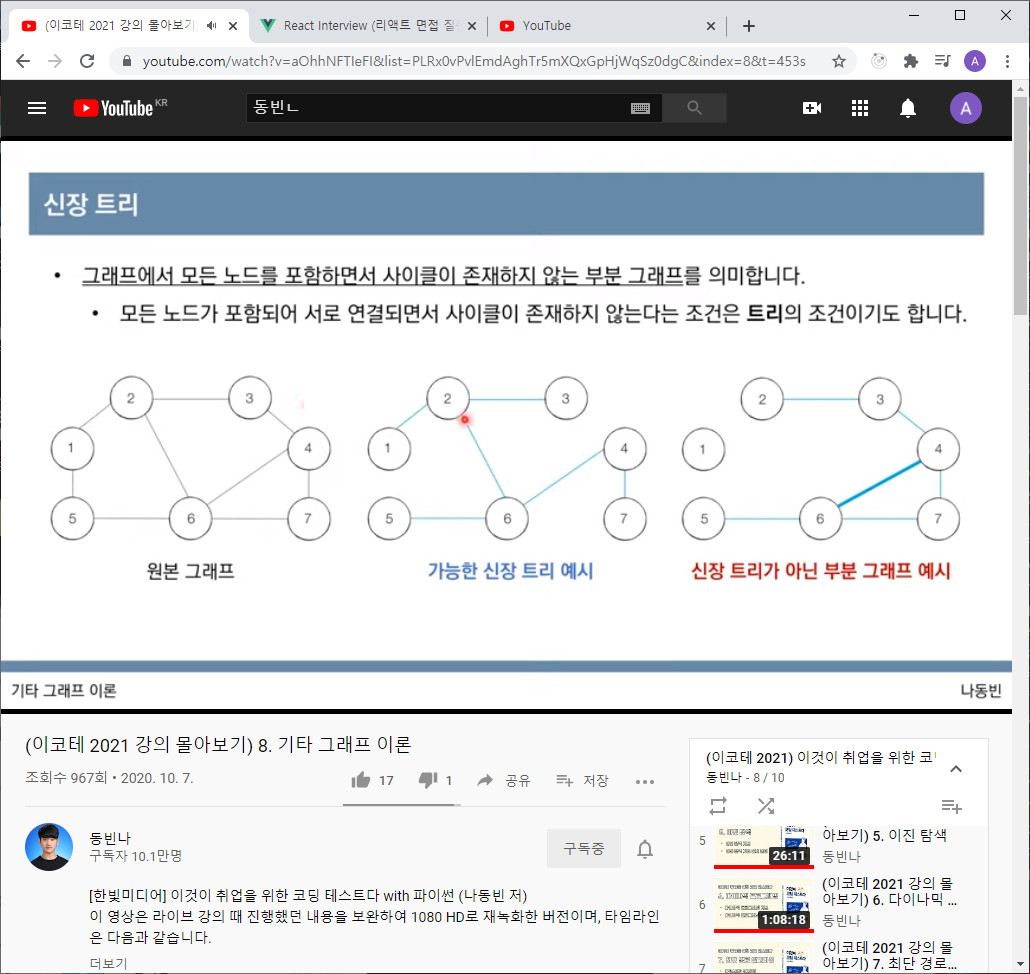 (이코테 2021 강의 몰아보기
React Interview (리액트 면접 질
YouTube
youtube.com/watch?v=aOhhNFTIeFI&list=PLRx0vPvlEmdAghTr5mXQxGpHjWqSz0dgC&index=8&t=453s
A
YouTube KR
동빈ㄴ
A
신장 트리
• 그래프에서 모든 노드를 포함하면서 사이클이 존재하지 않는 부분 그래프를 의미합니다.
• 모든 노드가 포함되어 서로 연결되면서 사이클이 존재하지 않는다는 조건은 트리의 조건이기도 합니다.
2 3 2 3 2 3
1 4 1 4 1 4
5 6 7 5 6 7 5 6 7
원본 그래프
가능한 신장 트리 예시
신장 트리가 아닌 부분 그래프 예시
기타 그래프 이론
나동빈
(이코테 2021 강의 몰아보기) 8. 기타 그래프 이론
조회수 967회 • 2020. 10. 7.
17
1
공유
저장
동빈나
구독자 10.1만명
구독중
[한빛미디어] 이것이 취업을 위한 코딩 테스트다 with 파이썬 (나동빈 저)
이 영상은 라이브 강의 때 진행했던 내용을 보완하여 1080 HD로 재녹화한 버전이며, 타임라인
은 다음과 같습니다.
더보기
(이코테 2021) 이것이 취업을 위한 코
동빈나 - 8 / 10
5
26:11
아보기) 5. 이진 탐색
동빈나
6
1:08:18
(이코테 2021 강의 몰
아보기) 6. 다이나믹 ...
동빈나
7
(이코테 2021 강의 몰
아보기) 7. 최단 경로...